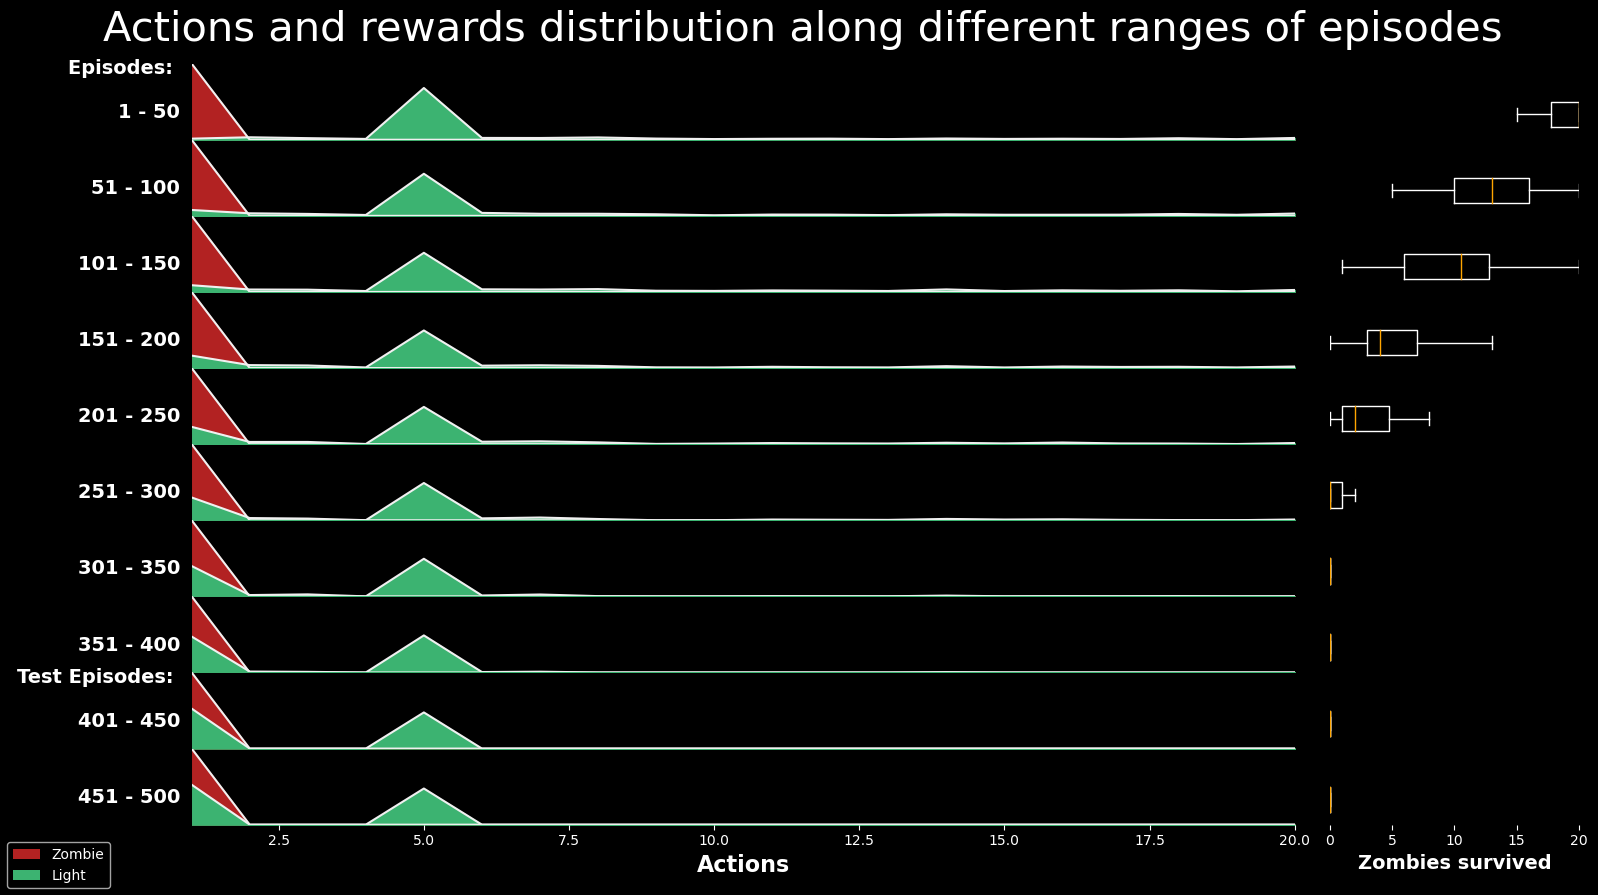 Actions and rewards distribution along different ranges of episodes
Episodes:
1 - 50
51 - 100
101 - 150
151 - 200
201 - 250
251 - 300
301 - 350
351 - 400
Test Episodes:
401 - 450
451 - 500
2.5 5.0 7.5 10.0 12.5 15.0 17.5 20.0
0 5 10 15 20
Actions
Zombies survived
Zombie
Light